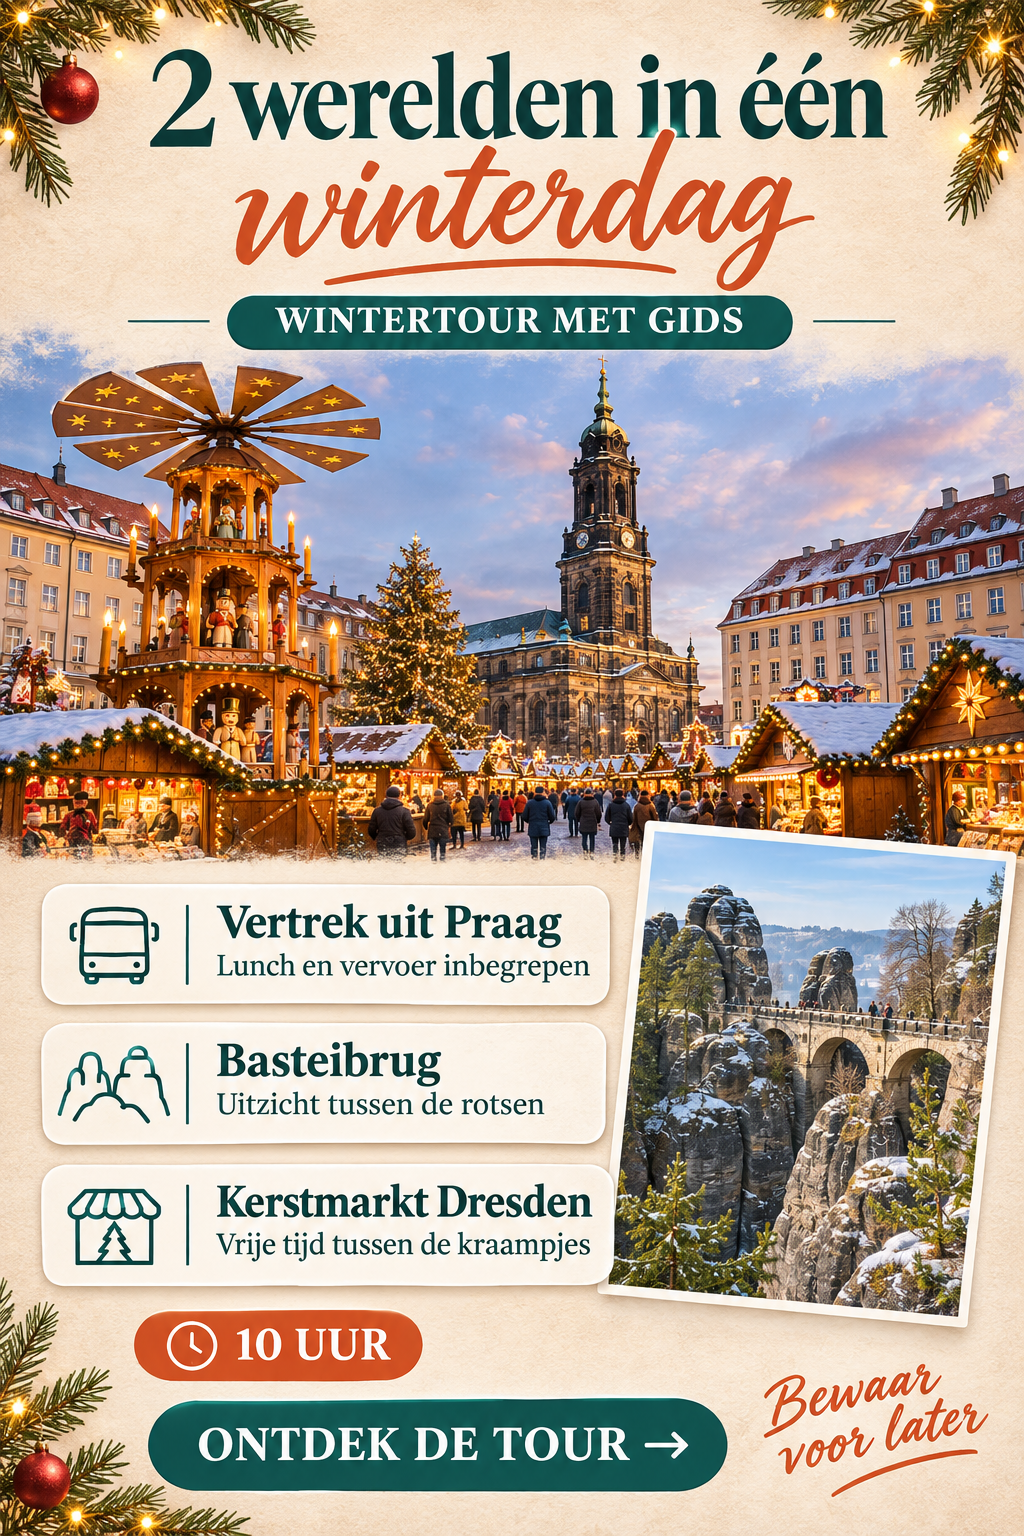 2 werelden in één
winterdag
WINTERTOUR MET GIDS
Vertrek uit Praag
Lunch en vervoer inbegrepen
Basteibrug
Uitzicht tussen de rotsen
Kerstmarkt Dresden
Vrije tijd tussen de kraampjes
10 UUR
ONTDEK DE TOUR →
Bewaar
voor later